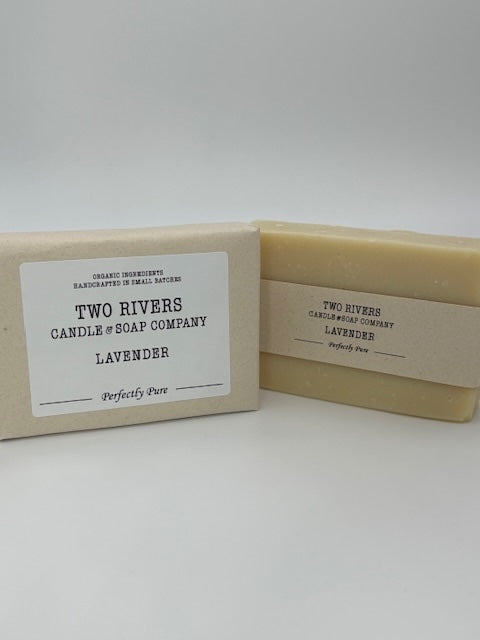 ORGANIC INGREDIENTS
HANDCRAFTED IN SMALL BATCHES
TWO RIVERS
CANDLE & SOAP COMPANY
LAVENDER
Perfectly Pure
TWO RIVERS
CANDLE & SOAP COMPANY
LAVENDER
Perfectly Pure